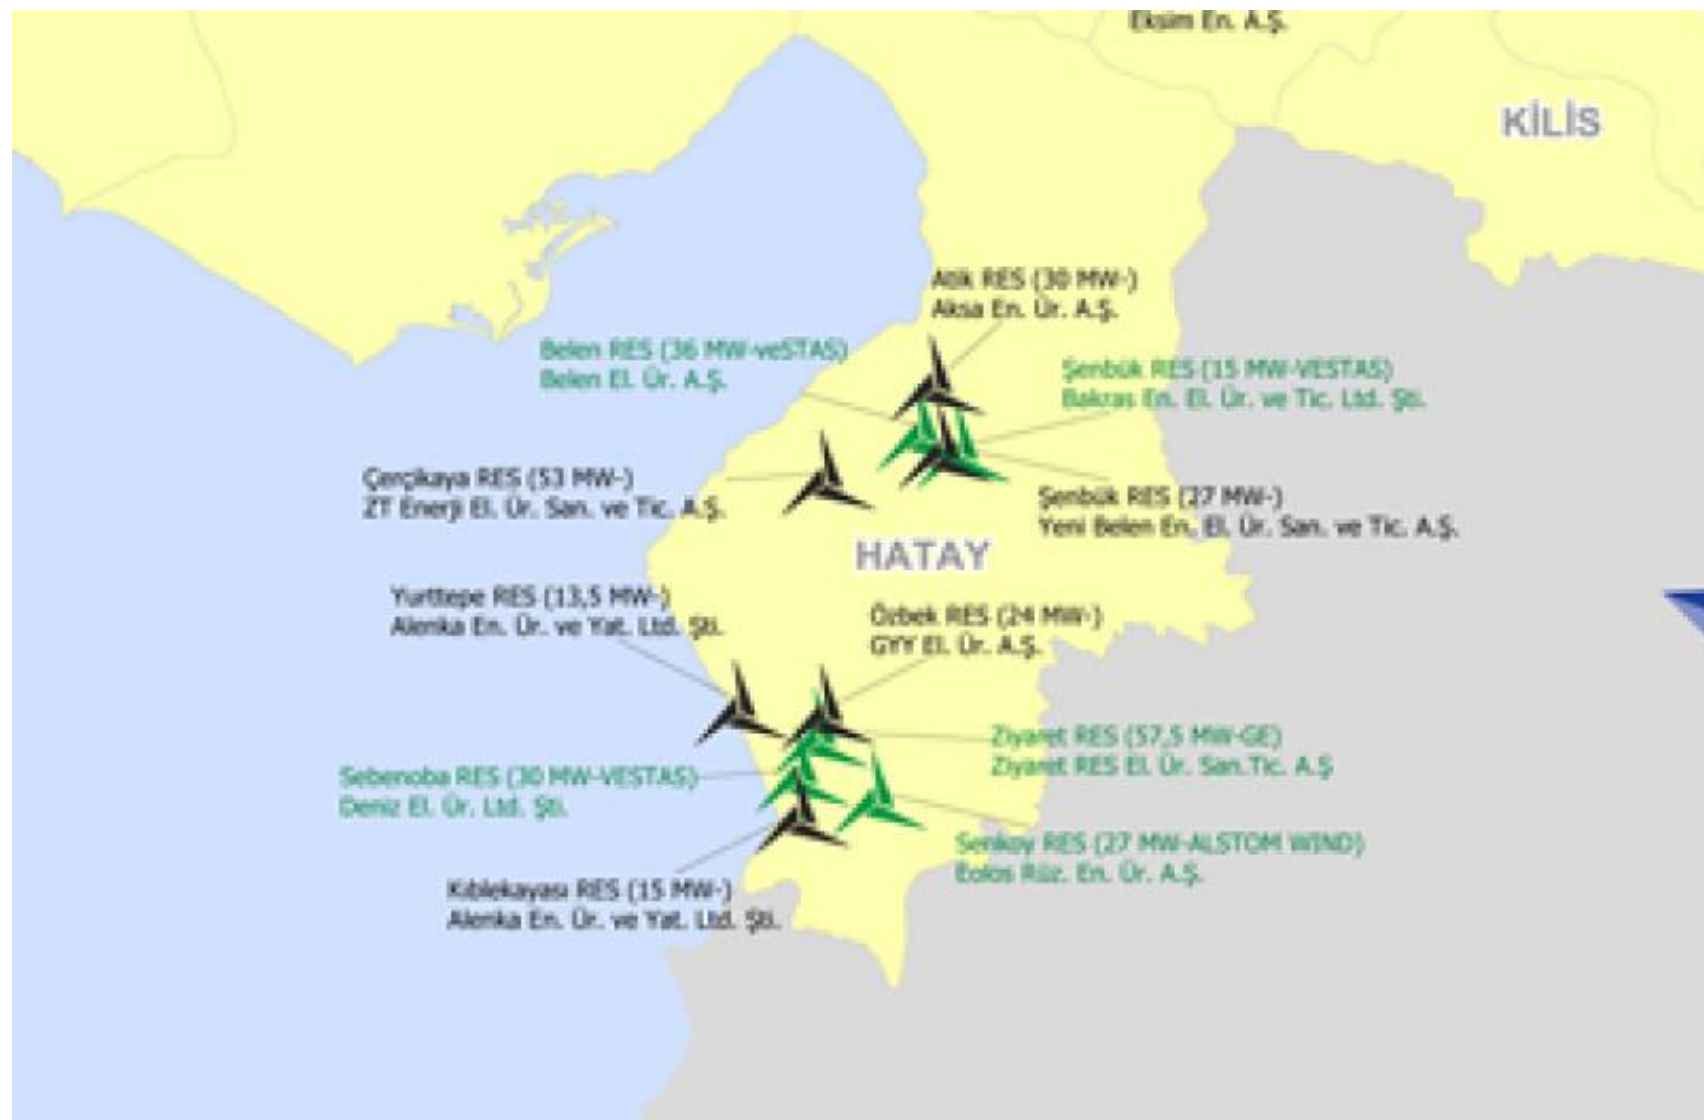 Eksim En. A.Ş.
KİLİS
Atik RES (30 MW-)
Aksa En. Ür. A.Ş.
Belen RES (36 MW-veSTAS)
Belen El. Ür. A.Ş.
Şenbük RES (15 MW-VESTAS)
Bakras En. El. Ür. ve Tic. Ltd. Şti.
Çerçikaya RES (53 MW-)
ZT Enerji El. Ür. San. ve Tic. A.Ş.
Şenbük RES (27 MW-)
Yeni Belen En. El. Ür. San. ve Tic. A.Ş.
HATAY
Yurttepe RES (13,5 MW-)
Alenka En. Ür. ve Yat. Ltd. Şti.
Özbek RES (24 MW-)
GYY El. Ür. A.Ş.
Ziyaret RES (57,5 MW-GE)
Ziyaret RES El. Ür. San.Tic. A.Ş
Sebenoba RES (30 MW-VESTAS)
Deniz El. Ür. Ltd. Şti.
Senkoy RES (27 MW-ALSTOM WIND)
Eolos Rüz. En. Ür. A.Ş.
Kıblekayası RES (15 MW-)
Alenka En. Ür. ve Yat. Ltd. Şti.